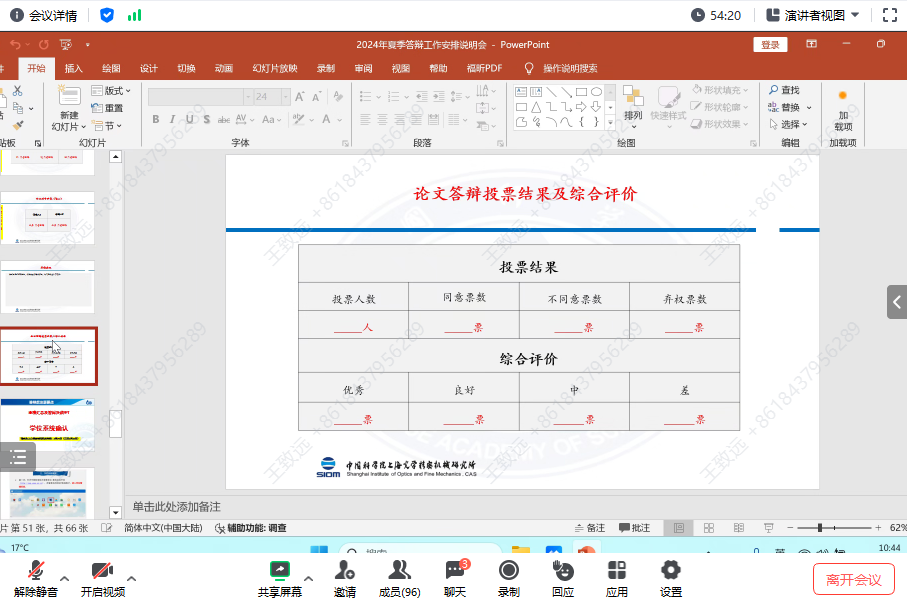 会议详情
54:20
演讲者视图
2024年夏季答辩工作安排说明会 - PowerPoint
登录
开始 插入 绘图 设计 切换 动画 幻灯片放映 录制 审阅 视图 帮助 福昕PDF 操作说明搜索
新建
幻灯片
版式
重置
节
24
B I U S abc AV Aa A
排列 快速样式
形状填充
形状轮廓
形状效果
查找
替换
选择
加
载项
贴板 幻灯片 字体 段落 绘图 编辑 加载项
论文答辩投票结果及综合评价
投票结果
投票人数 同意票数 不同意票数 弃权票数
______人 ______票 ______票 ______票
综合评价
优秀 良好 中 差
______票 ______票 ______票 ______票
中国科学院上海光学精密机械研究所
SIOM Shanghai Institute of Optics and Fine Mechanics, CAS
王致远 +8618437956289
学位系统确认
单击此处添加备注
片 第 51 张，共 66 张 简体中文(中国大陆) 辅助功能: 调查 备注 批注 62%
17°C 搜索 10:44
解除静音 开启视频 共享屏幕 邀请 成员(96) 聊天 3 录制 回应 应用 设置 离开会议